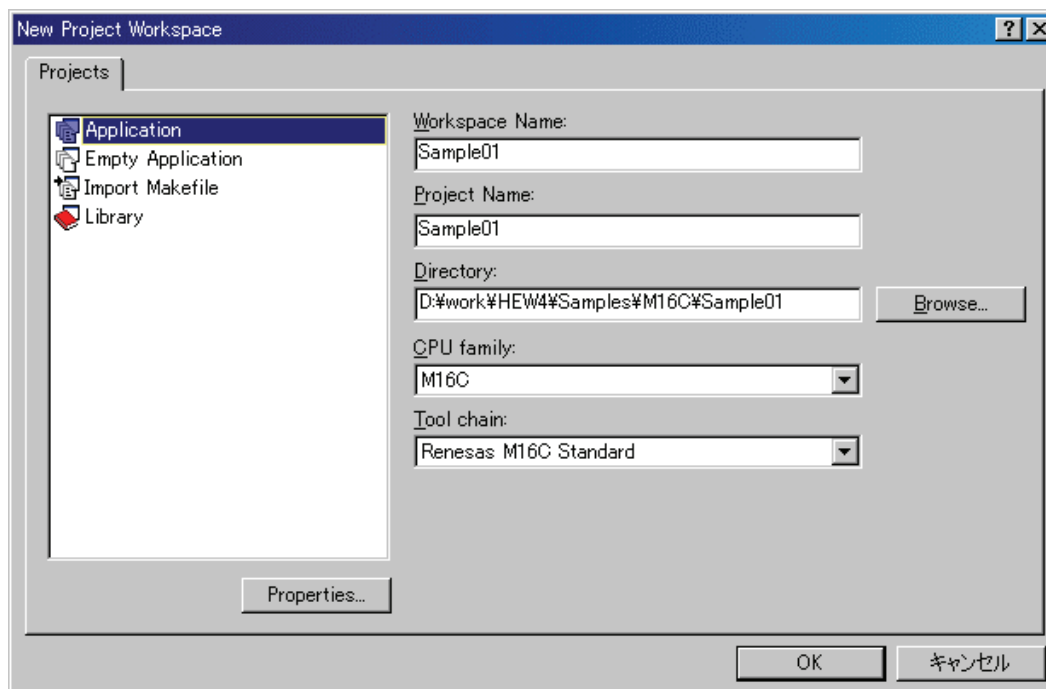 New Project Workspace
Projects
Application
Empty Application
Import Makefile
Library
Properties...
Workspace Name:
Sample01
Project Name:
Sample01
Directory:
D:¥work¥HEW4¥Samples¥M16C¥Sample01
Browse...
CPU family:
M16C
Tool chain:
Renesas M16C Standard
OK
キャンセル